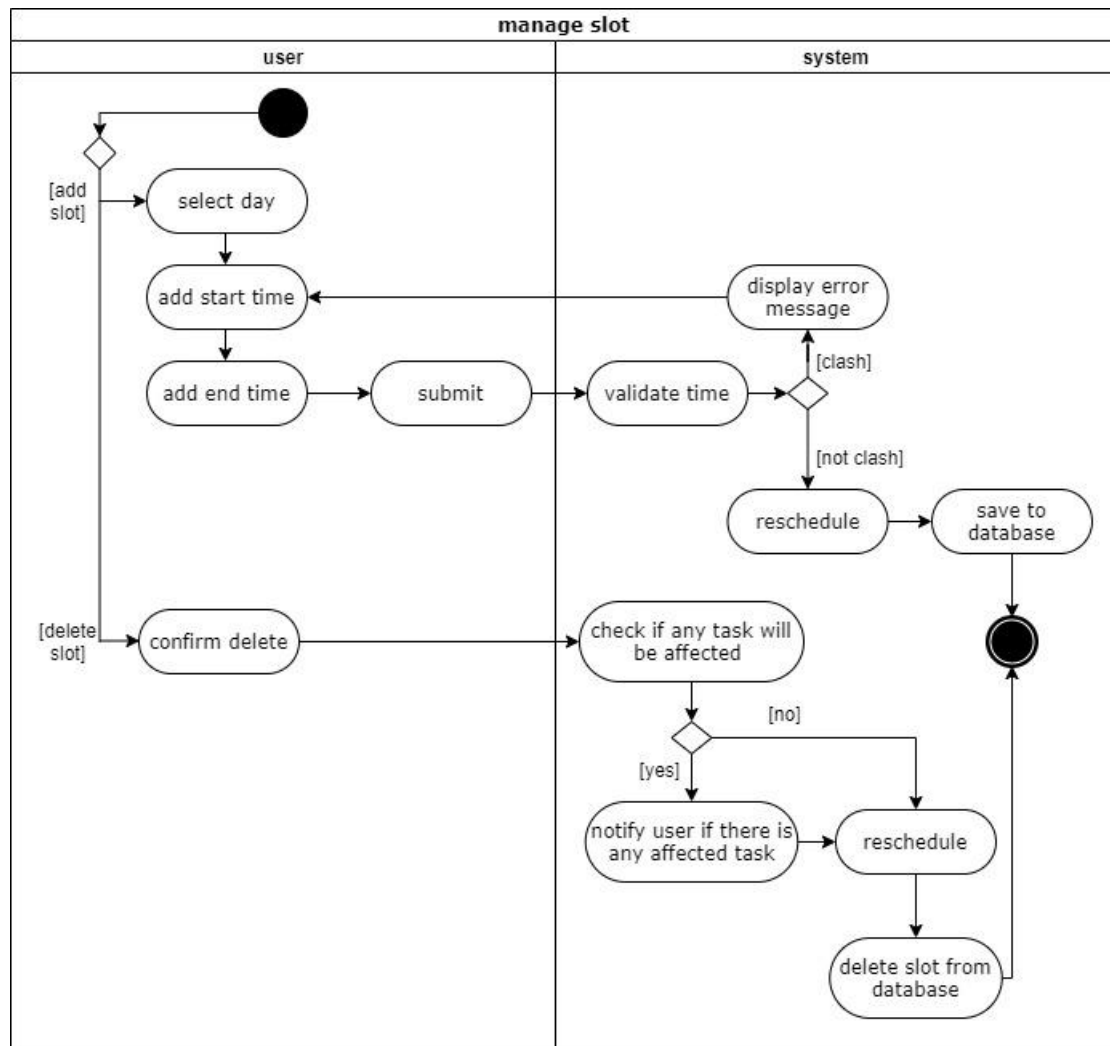 manage slot
user
system
[add
slot]
select day
add start time
display error
message
[clash]
add end time
submit
validate time
[not clash]
reschedule
save to
database
[delete
slot]
confirm delete
check if any task will
be affected
[no]
[yes]
notify user if there is
any affected task
reschedule
delete slot from
database